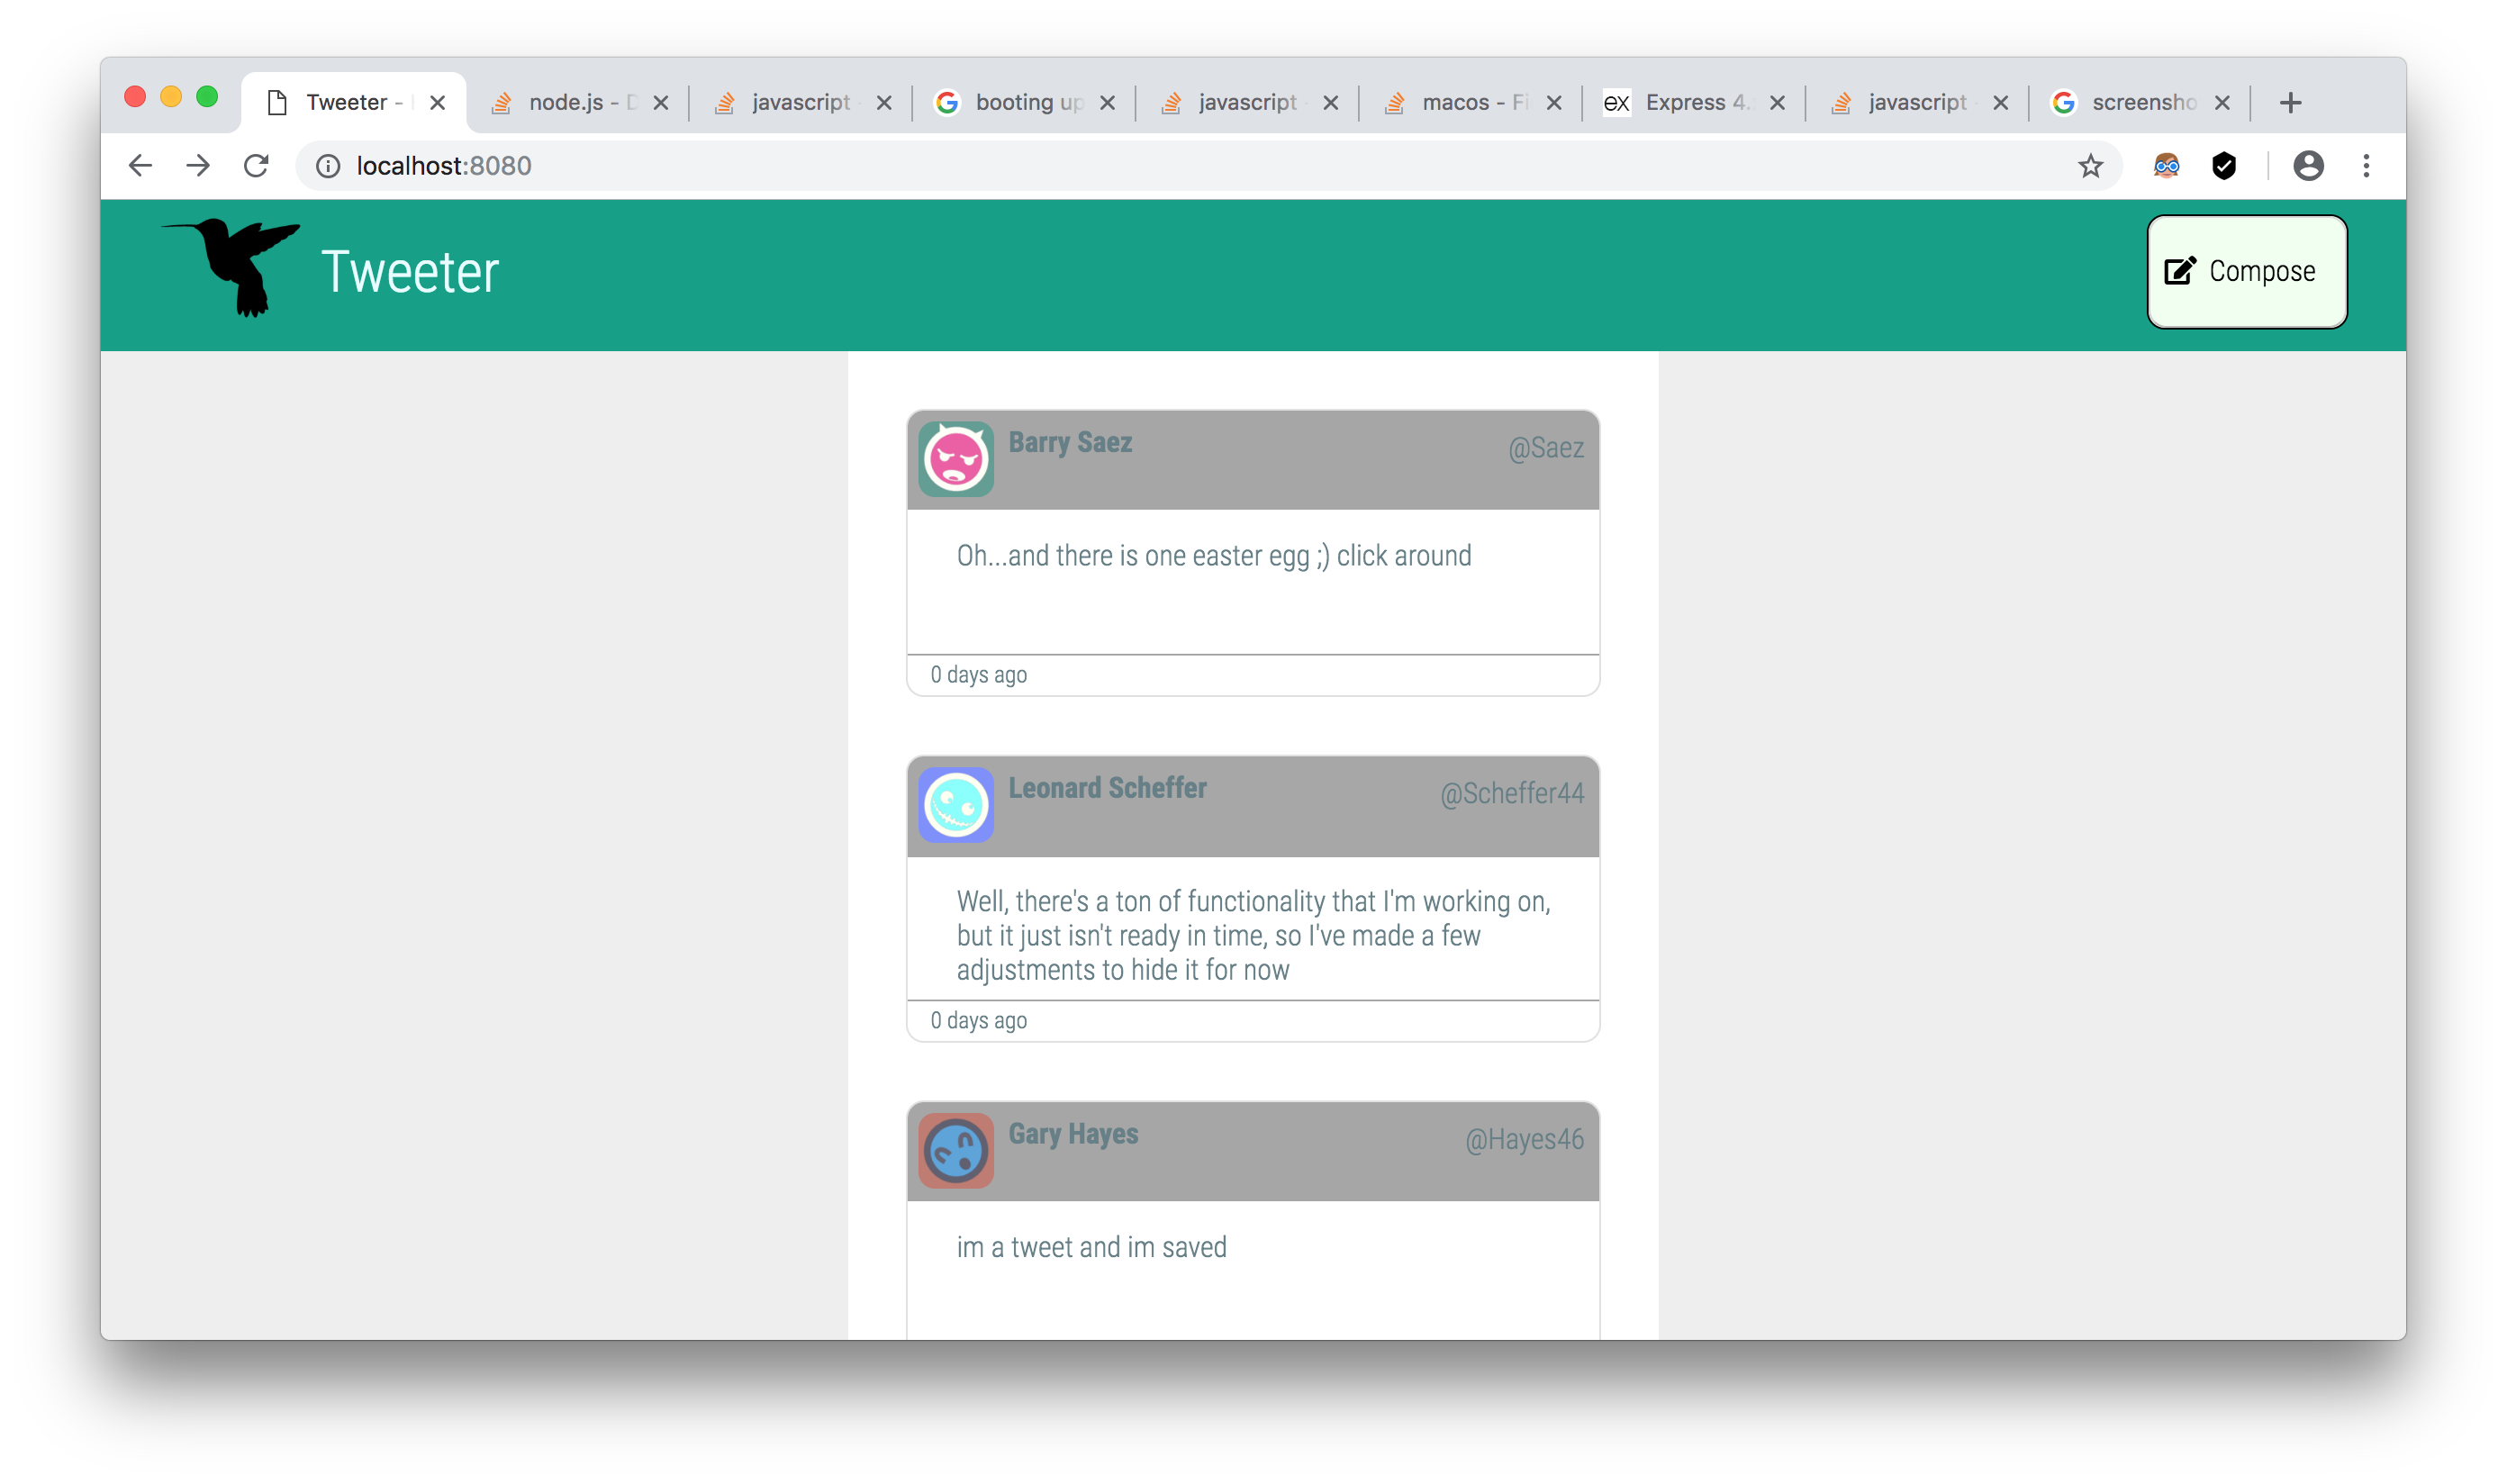 Tweeter -
node.js - D
javascript
booting up
javascript
macos - Fi
ex Express 4.
javascript
screensho
localhost:8080
Tweeter
Compose
Barry Saez @Saez
Oh...and there is one easter egg ;) click around
0 days ago
Leonard Scheffer @Scheffer44
Well, there's a ton of functionality that I'm working on,
but it just isn't ready in time, so I've made a few
adjustments to hide it for now
0 days ago
Gary Hayes @Hayes46
im a tweet and im saved